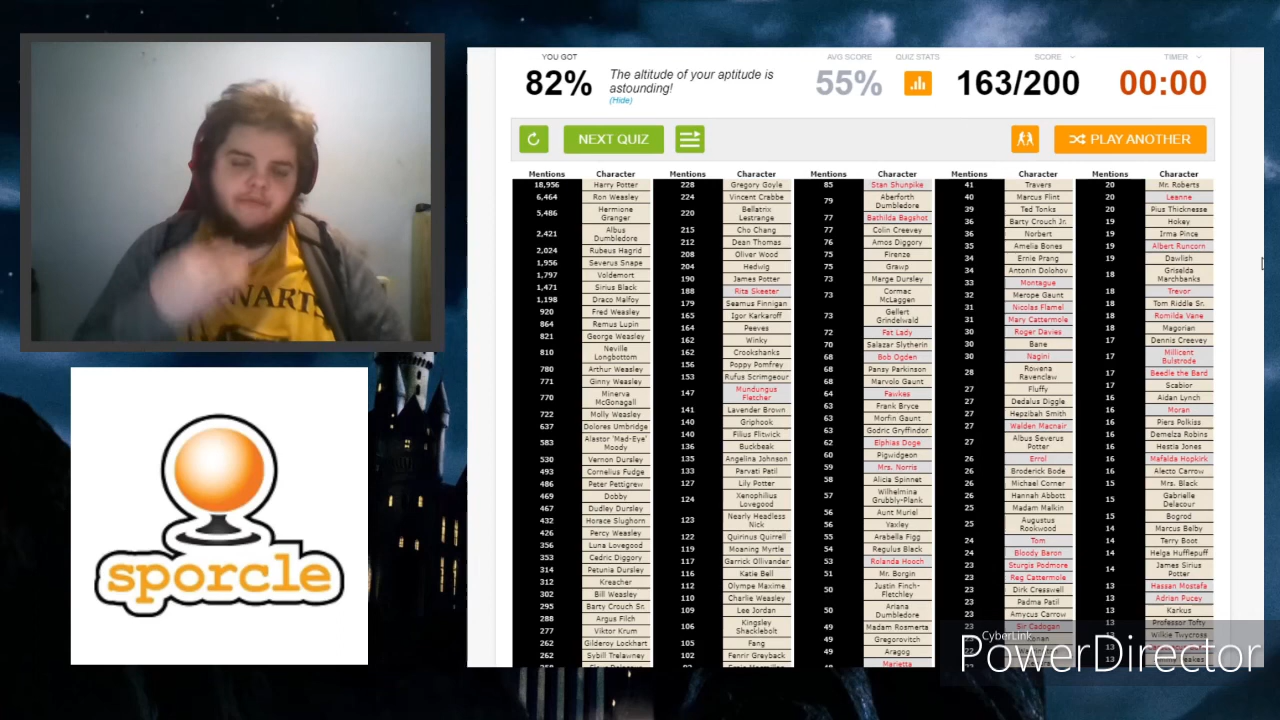 YOU GOT
82%
The altitude of your aptitude is
astounding!
(Hide)
AVG SCORE
55%
QUIZ STATS
SCORE
163/200
TIMER
00:00
NEXT QUIZ
PLAY ANOTHER
Mentions Character
18,956 Harry Potter
6,464 Ron Weasley
5,486 Hermione
Granger
2,421 Albus
Dumbledore
2,024 Rubeus Hagrid
1,956 Severus Snape
1,797 Voldemort
1,471 Sirius Black
1,198 Draco Malfoy
920 Fred Weasley
864 Remus Lupin
821 George Weasley
810 Neville
Longbottom
780 Arthur Weasley
771 Ginny Weasley
770 Minerva
McGonagall
722 Molly Weasley
637 Dolores Umbridge
583 Alastor 'Mad-Eye'
Moody
530 Vernon Dursley
493 Cornelius Fudge
486 Peter Pettigrew
469 Dobby
467 Dudley Dursley
432 Horace Slughorn
426 Percy Weasley
356 Luna Lovegood
353 Cedric Diggory
314 Petunia Dursley
312 Kreacher
302 Bill Weasley
295 Barty Crouch Sr.
288 Argus Filch
277 Viktor Krum
262 Gilderoy Lockhart
262 Sybill Trelawney
Mentions Character
228 Gregory Goyle
224 Vincent Crabbe
220 Bellatrix
Lestrange
215 Cho Chang
212 Dean Thomas
208 Oliver Wood
204 Hedwig
190 James Potter
188 Rita Skeeter
179 Seamus Finnigan
165 Igor Karkaroff
164 Peeves
162 Winky
162 Crookshanks
156 Poppy Pomfrey
153 Rufus Scrimgeour
147 Mundungus
Fletcher
141 Lavender Brown
140 Griphook
140 Filius Flitwick
136 Buckbeak
135 Angelina Johnson
133 Parvati Patil
127 Lily Potter
124 Xenophilius
Lovegood
123 Nearly Headless
Nick
122 Quirinus Quirrell
119 Moaning Myrtle
117 Garrick Ollivander
116 Katie Bell
112 Olympe Maxime
110 Charlie Weasley
109 Lee Jordan
106 Kingsley
Shacklebolt
105 Fang
102 Fenrir Greyback
Mentions Character
85 Stan Shunpike
79 Aberforth
Dumbledore
77 Bathilda Bagshot
77 Colin Creevey
76 Amos Diggory
75 Firenze
75 Grawp
73 Marge Dursley
73 Cormac
McLaggen
73 Gellert
Grindelwald
72 Fat Lady
70 Salazar Slytherin
68 Bob Ogden
68 Pansy Parkinson
68 Marvolo Gaunt
64 Fawkes
63 Frank Bryce
63 Morfin Gaunt
63 Godric Gryffindor
62 Elphias Doge
60 Pigwidgeon
59 Mrs. Norris
58 Alicia Spinnet
57 Wilhelmina
Grubbly-Plank
56 Aunt Muriel
56 Yaxley
55 Arabella Figg
54 Regulus Black
53 Rolanda Hooch
51 Mr. Borgin
50 Justin Finch-
Fletchley
50 Ariana
Dumbledore
49 Madam Rosmerta
49 Gregorovitch
49 Aragog
Marietta
Mentions Character
41 Travers
40 Marcus Flint
39 Ted Tonks
36 Barty Crouch Jr.
36 Norbert
35 Amelia Bones
34 Ernie Prang
34 Antonin Dolohov
33 Montague
32 Merope Gaunt
31 Nicolas Flamel
31 Mary Cattermole
30 Roger Davies
30 Bane
30 Nagini
28 Rowena
Ravenclaw
27 Fluffy
27 Dedalus Diggle
27 Hepzibah Smith
27 Walden Macnair
27 Albus Severus
Potter
26 Errol
26 Broderick Bode
26 Michael Corner
26 Hannah Abbott
25 Madam Malkin
25 Augustus
Rookwood
24 Tom
24 Bloody Baron
23 Sturgis Podmore
23 Reg Cattermole
23 Dirk Cresswell
23 Padma Patil
23 Amycus Carrow
23 Sir Cadogan
Mentions Character
20 Mr. Roberts
20 Leanne
20 Pius Thicknesse
19 Hokey
19 Irma Pince
19 Albert Runcorn
19 Dawlish
18 Griselda
Marchbanks
18 Trevor
18 Tom Riddle Sr.
18 Romilda Vane
18 Magorian
17 Dennis Creevey
17 Millicent
Bulstrode
17 Beedle the Bard
17 Scabior
16 Aidan Lynch
16 Moran
16 Piers Polkiss
16 Demelza Robins
16 Hestia Jones
16 Mafalda Hopkirk
16 Alecto Carrow
15 Mrs. Black
15 Gabrielle
Delacour
15 Bogrod
14 Marcus Belby
14 Terry Boot
14 Helga Hufflepuff
14 James Sirius
Potter
13 Hassan Mostafa
13 Adrian Pucey
13 Karkus
13 Professor Tofty
13 Wilkie Twycross
13
sporcle
CyberLink
PowerDirector